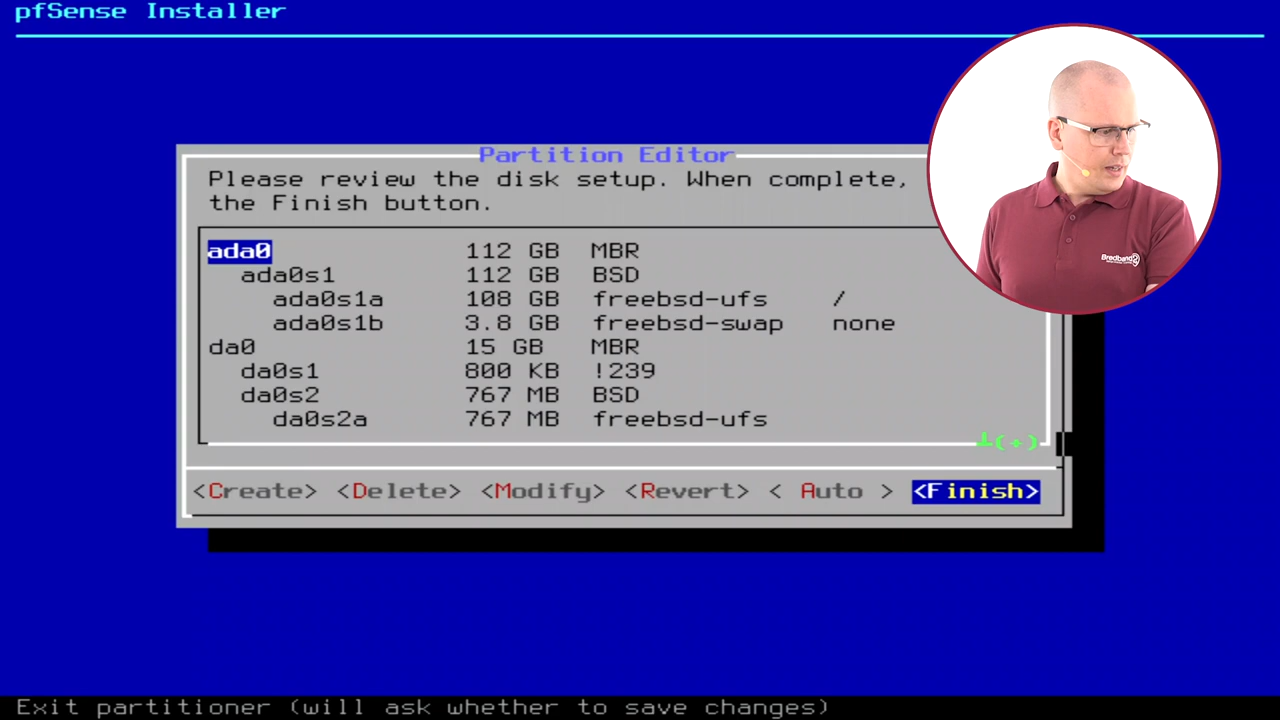 pfSense Installer
Partition Editor
Please review the disk setup. When complete,
the Finish button.
ada0 112 GB MBR
ada0s1 112 GB BSD
ada0s1a 108 GB freebsd-ufs /
ada0s1b 3.8 GB freebsd-swap none
da0 15 GB MBR
da0s1 800 KB !239
da0s2 767 MB BSD
da0s2a 767 MB freebsd-ufs
┴(+)
<Create> <Delete> <Modify> <Revert> < Auto > <Finish>
Exit partitioner (will ask whether to save changes)
Bredband2